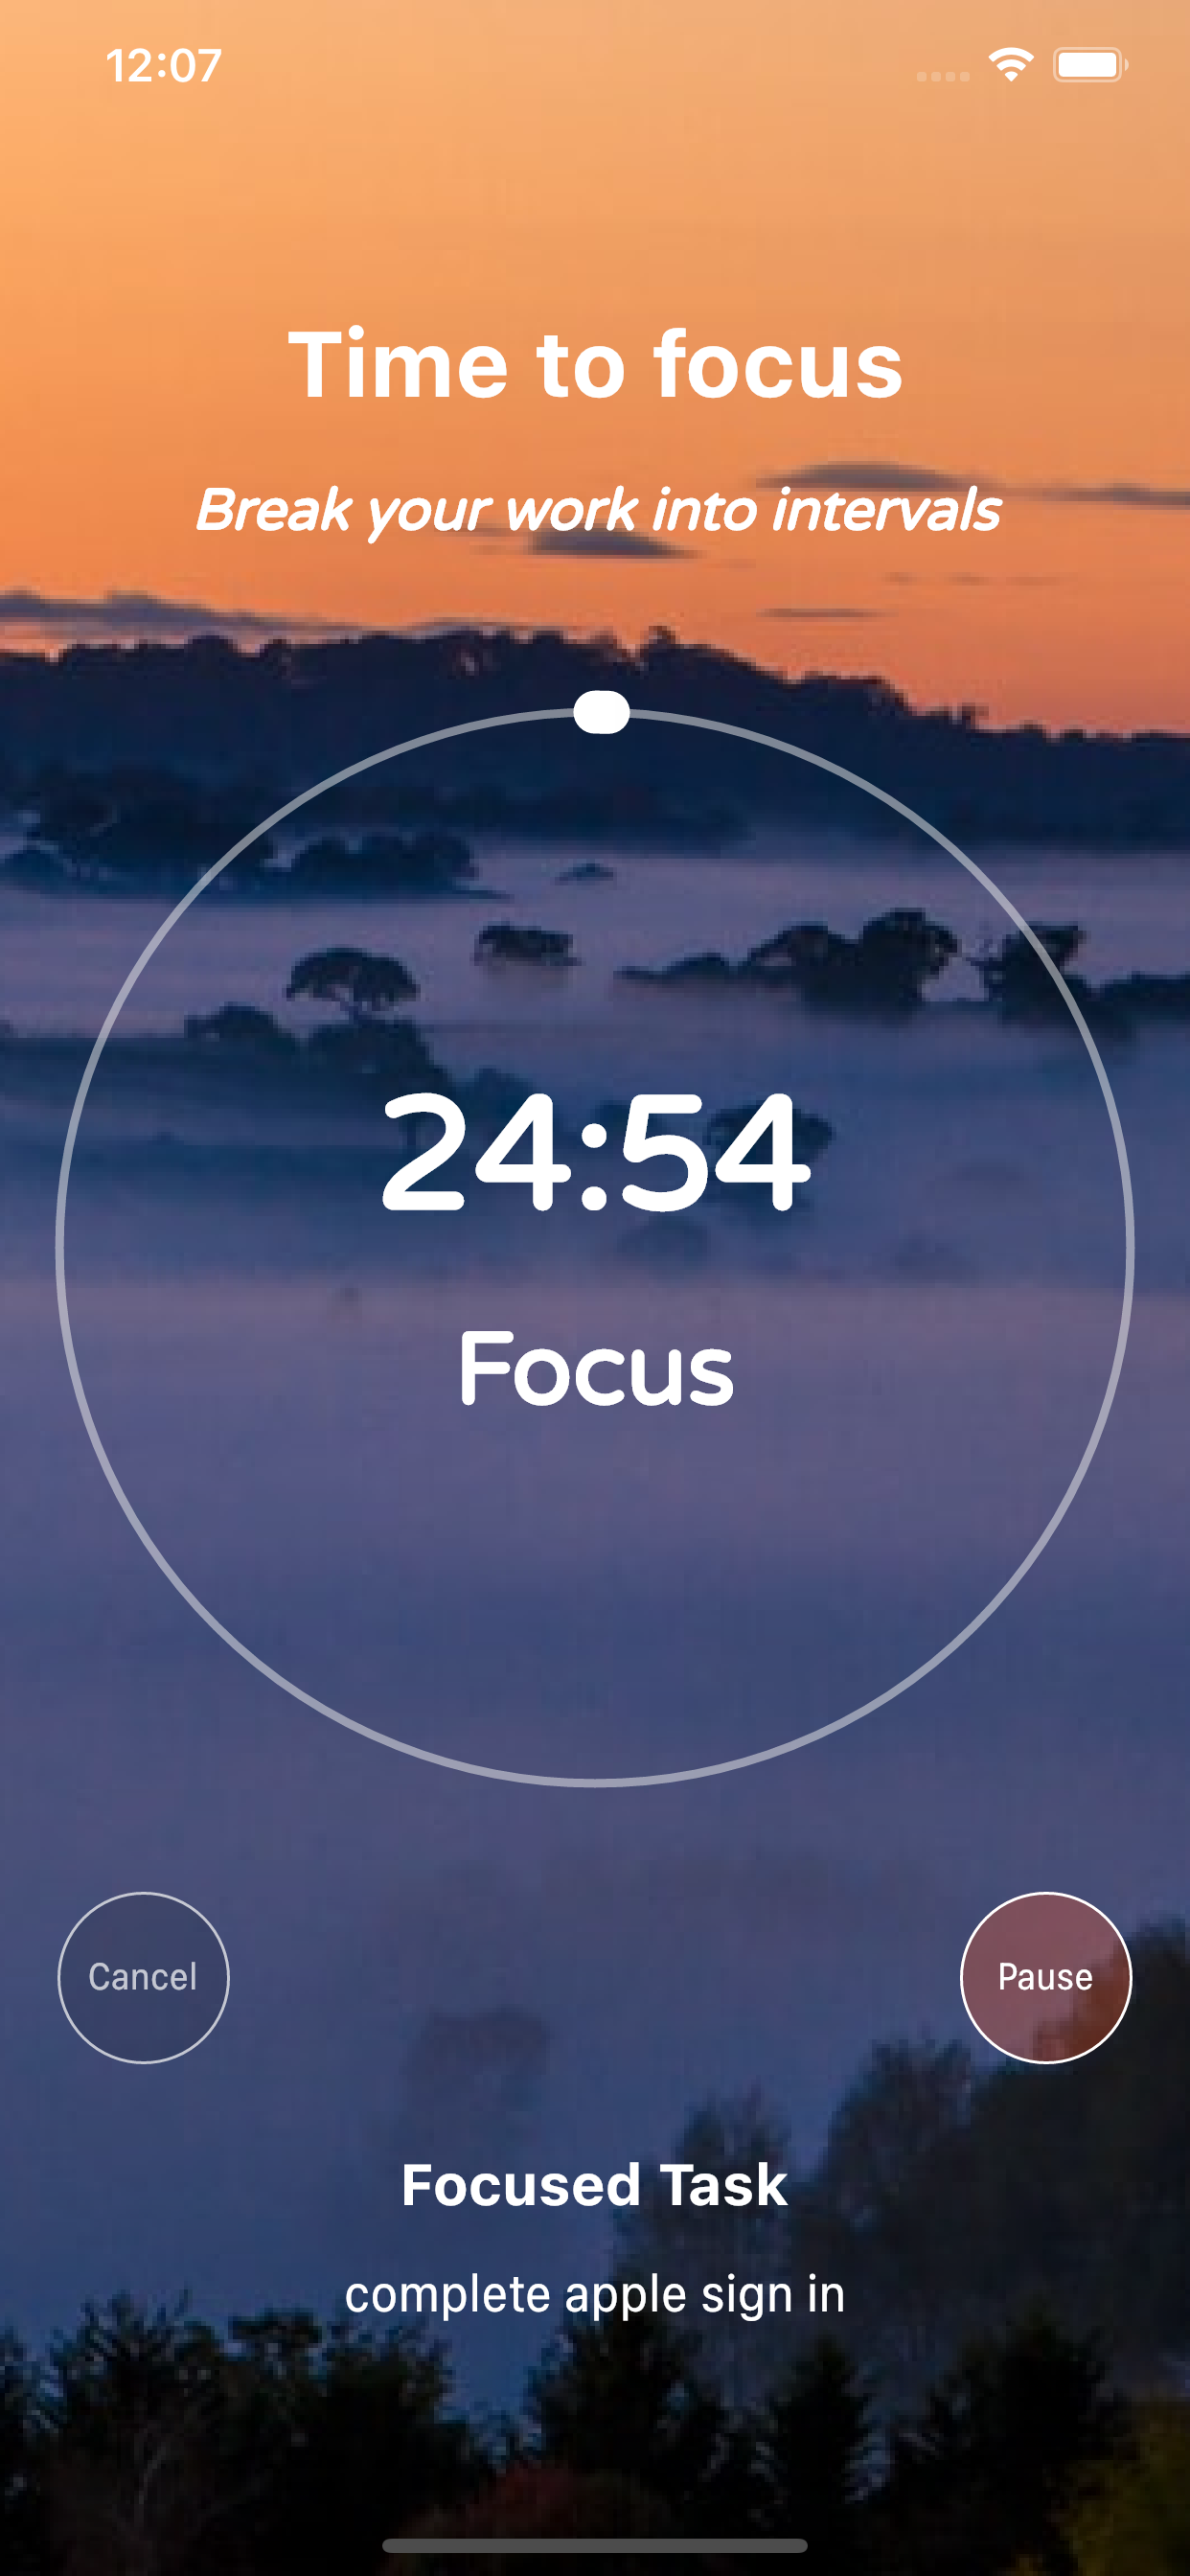 12:07
Time to focus
Break your work into intervals
24:54
Focus
Cancel
Pause
Focused Task
complete apple sign in